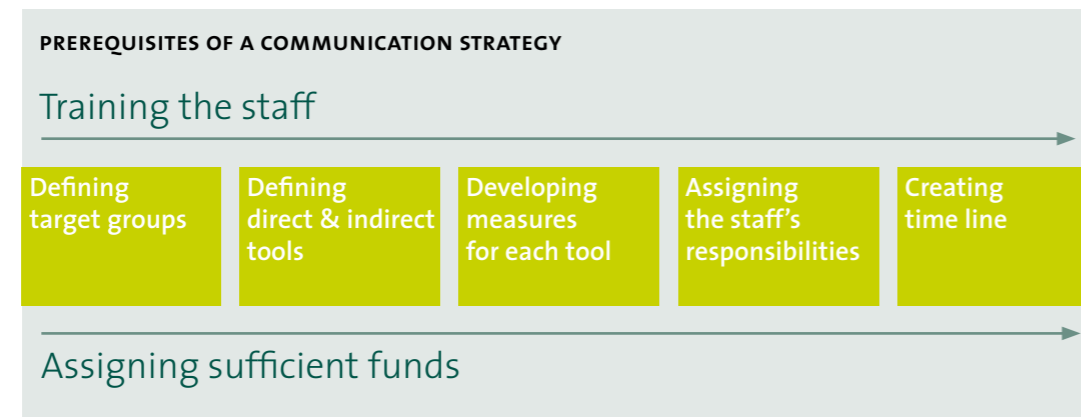 PREREQUISITES OF A COMMUNICATION STRATEGY
Training the staff
Defining
target groups
Defining
direct & indirect
tools
Developing
measures
for each tool
Assigning
the staff's
responsibilities
Creating
time line
Assigning sufficient funds